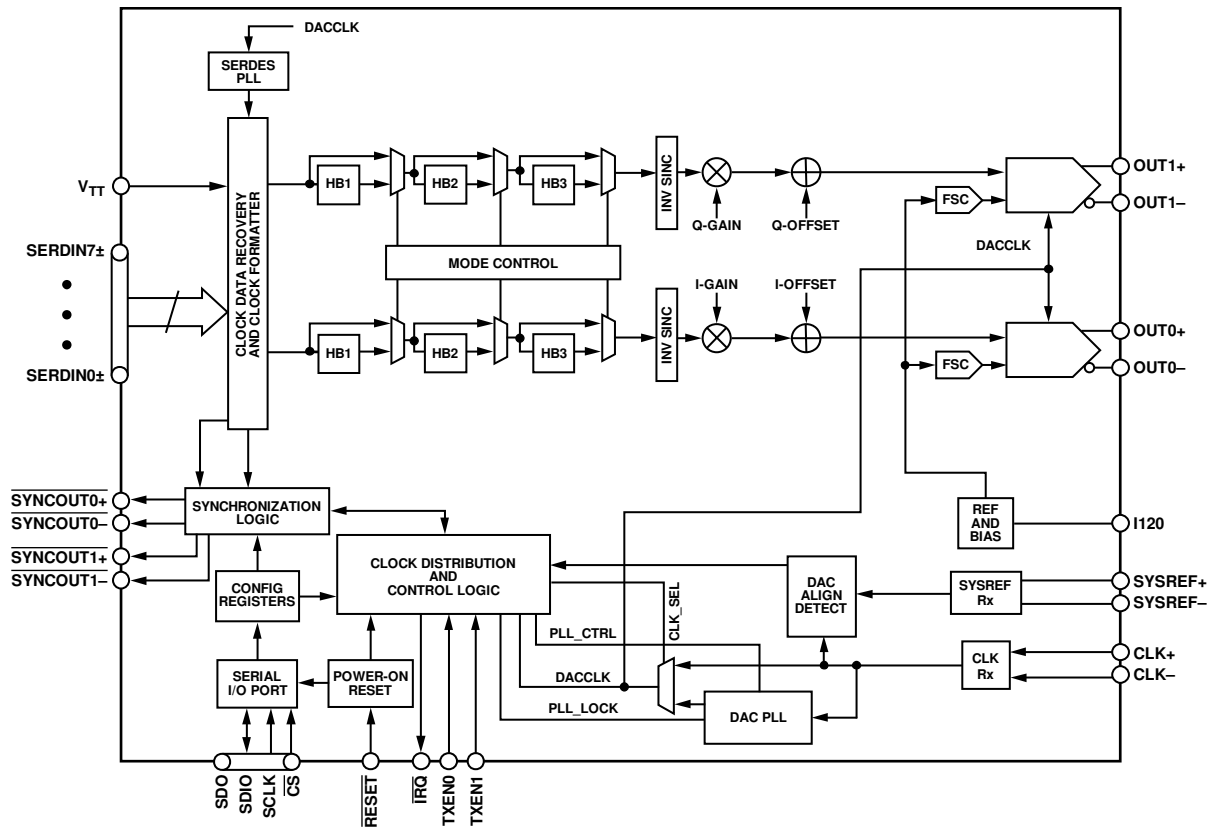 DACCLK
SERDES
PLL
CLOCK DATA RECOVERY
AND CLOCK FORMATTER
VTT
SERDIN7±
SERDIN0±
HB1
HB2
HB3
INV SINC
Q-GAIN
Q-OFFSET
FSC
OUT1+
OUT1–
DACCLK
MODE CONTROL
I-GAIN
I-OFFSET
HB1
HB2
HB3
INV SINC
FSC
OUT0+
OUT0–
SYNCOUT0+
SYNCOUT0–
SYNCOUT1+
SYNCOUT1–
SYNCHRONIZATION
LOGIC
CLOCK DISTRIBUTION
AND
CONTROL LOGIC
REF
AND
BIAS
I120
CONFIG
REGISTERS
CLK_SEL
DAC
ALIGN
DETECT
SYSREF
Rx
SYSREF+
SYSREF–
SERIAL
I/O PORT
POWER-ON
RESET
PLL_CTRL
DACCLK
PLL_LOCK
DAC PLL
CLK
Rx
CLK+
CLK–
SDO
SDIO
SCLK
CS
RESET
IRQ
TXEN0
TXEN1